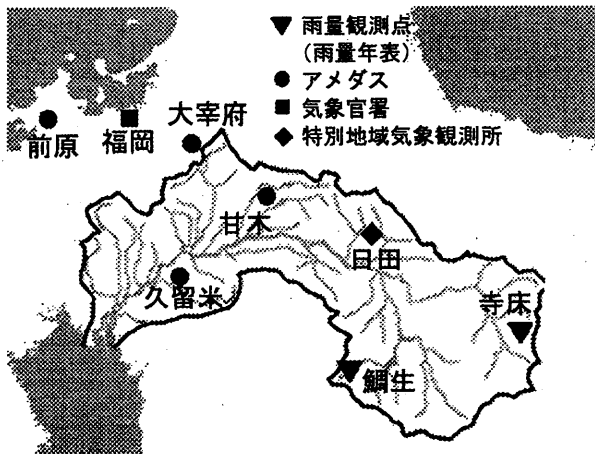 雨量観測点
(雨量年表)
アメダス
気象官署
特別地域気象観測所
大宰府
前原
福岡
甘木
日田
久留米
寺床
鯛生